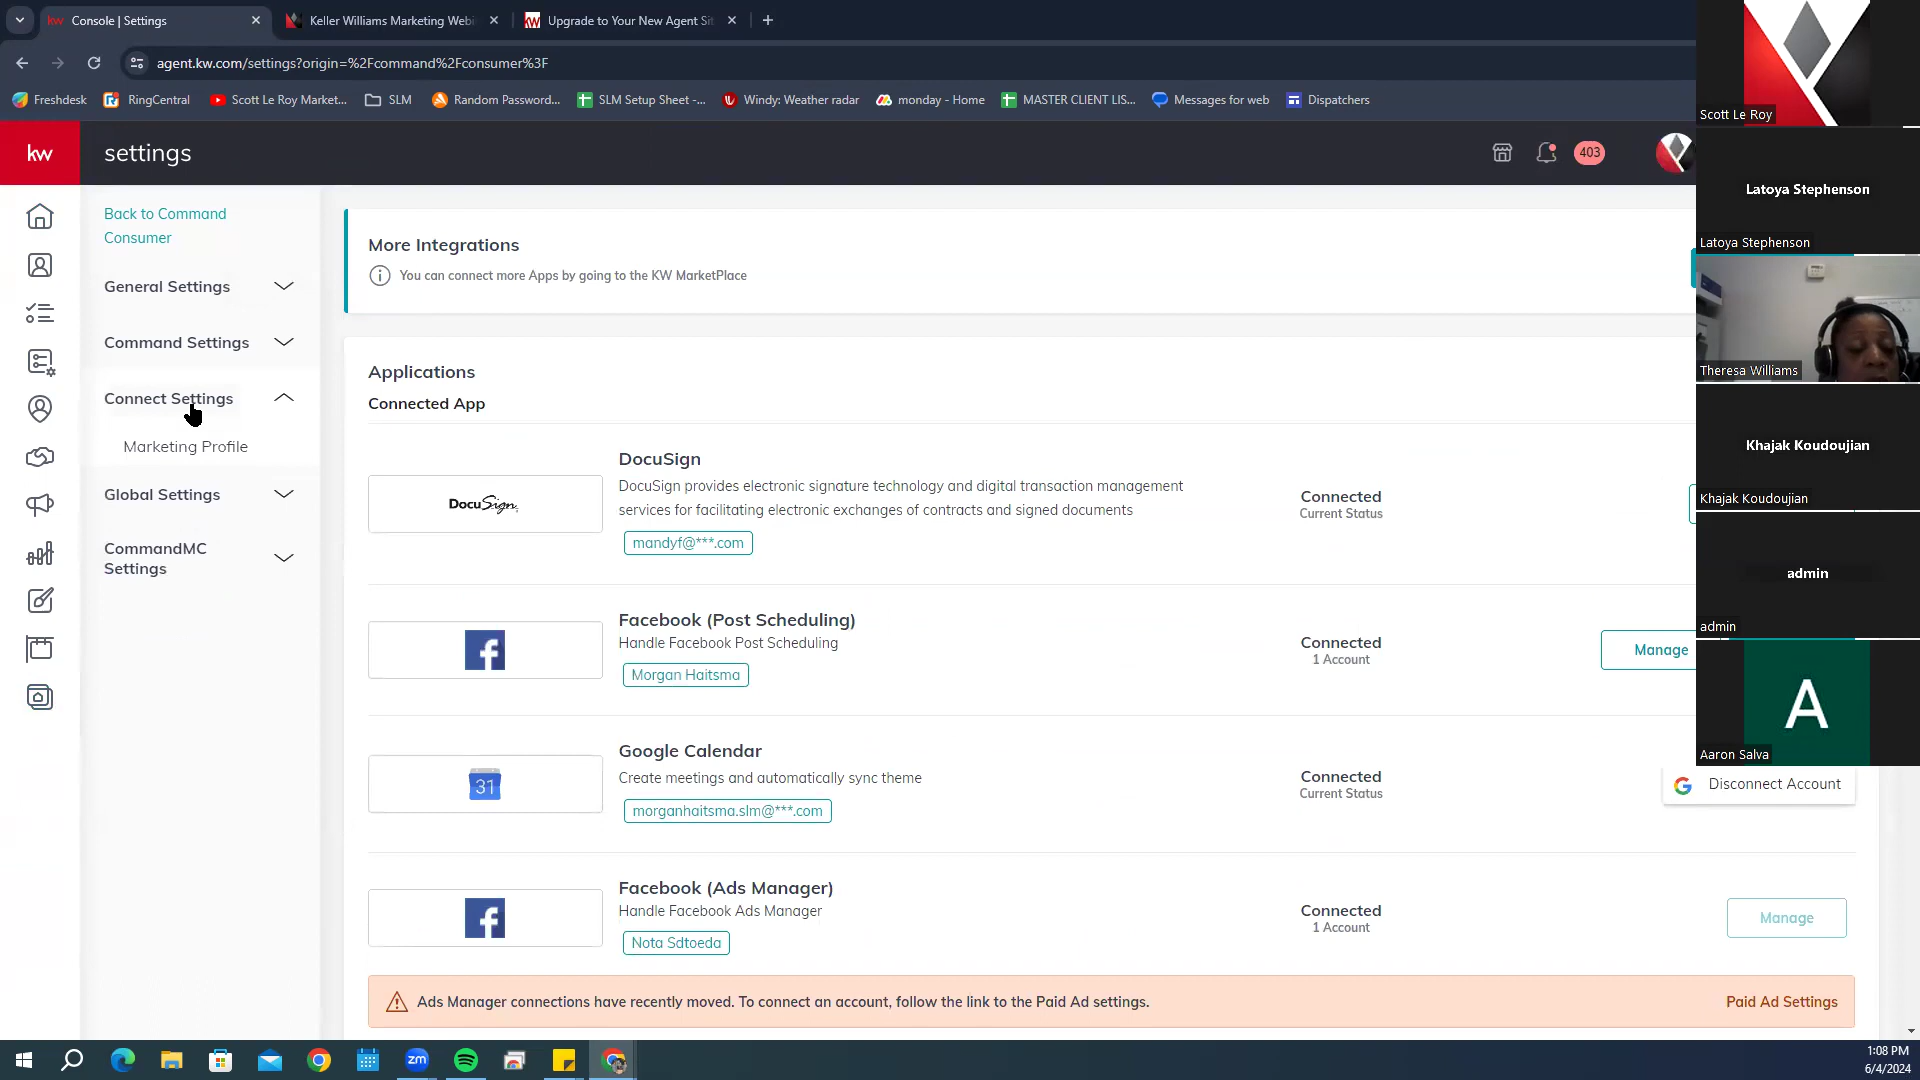 kw Console | Settings
Keller Williams Marketing Webi
kw Upgrade to Your New Agent Sit
agent.kw.com/settings?origin=%2Fcommand%2Fconsumer%3F
Freshdesk
RingCentral
Scott Le Roy Market...
SLM
Random Password...
SLM Setup Sheet -...
Windy: Weather radar
monday - Home
MASTER CLIENT LIS...
Messages for web
Dispatchers
kw
settings
403
Scott Le Roy
Back to Command
Consumer
General Settings
Command Settings
Connect Settings
Marketing Profile
Global Settings
CommandMC
Settings
More Integrations
You can connect more Apps by going to the KW MarketPlace
Applications
Connected App
DocuSign
DocuSign
DocuSign provides electronic signature technology and digital transaction management
services for facilitating electronic exchanges of contracts and signed documents
mandyf@***.com
Connected
Current Status
Facebook (Post Scheduling)
Handle Facebook Post Scheduling
Morgan Haitsma
Connected
1 Account
Manage
31
Google Calendar
Create meetings and automatically sync theme
morganhaitsma.slm@***.com
Connected
Current Status
Disconnect Account
Facebook (Ads Manager)
Handle Facebook Ads Manager
Nota Sdtoeda
Connected
1 Account
Manage
Ads Manager connections have recently moved. To connect an account, follow the link to the Paid Ad settings.
Paid Ad Settings
Latoya Stephenson
Latoya Stephenson
Theresa Williams
Khajak Koudoujian
Khajak Koudoujian
admin
admin
A
Aaron Salva
zm
1:08 PM
6/4/2024